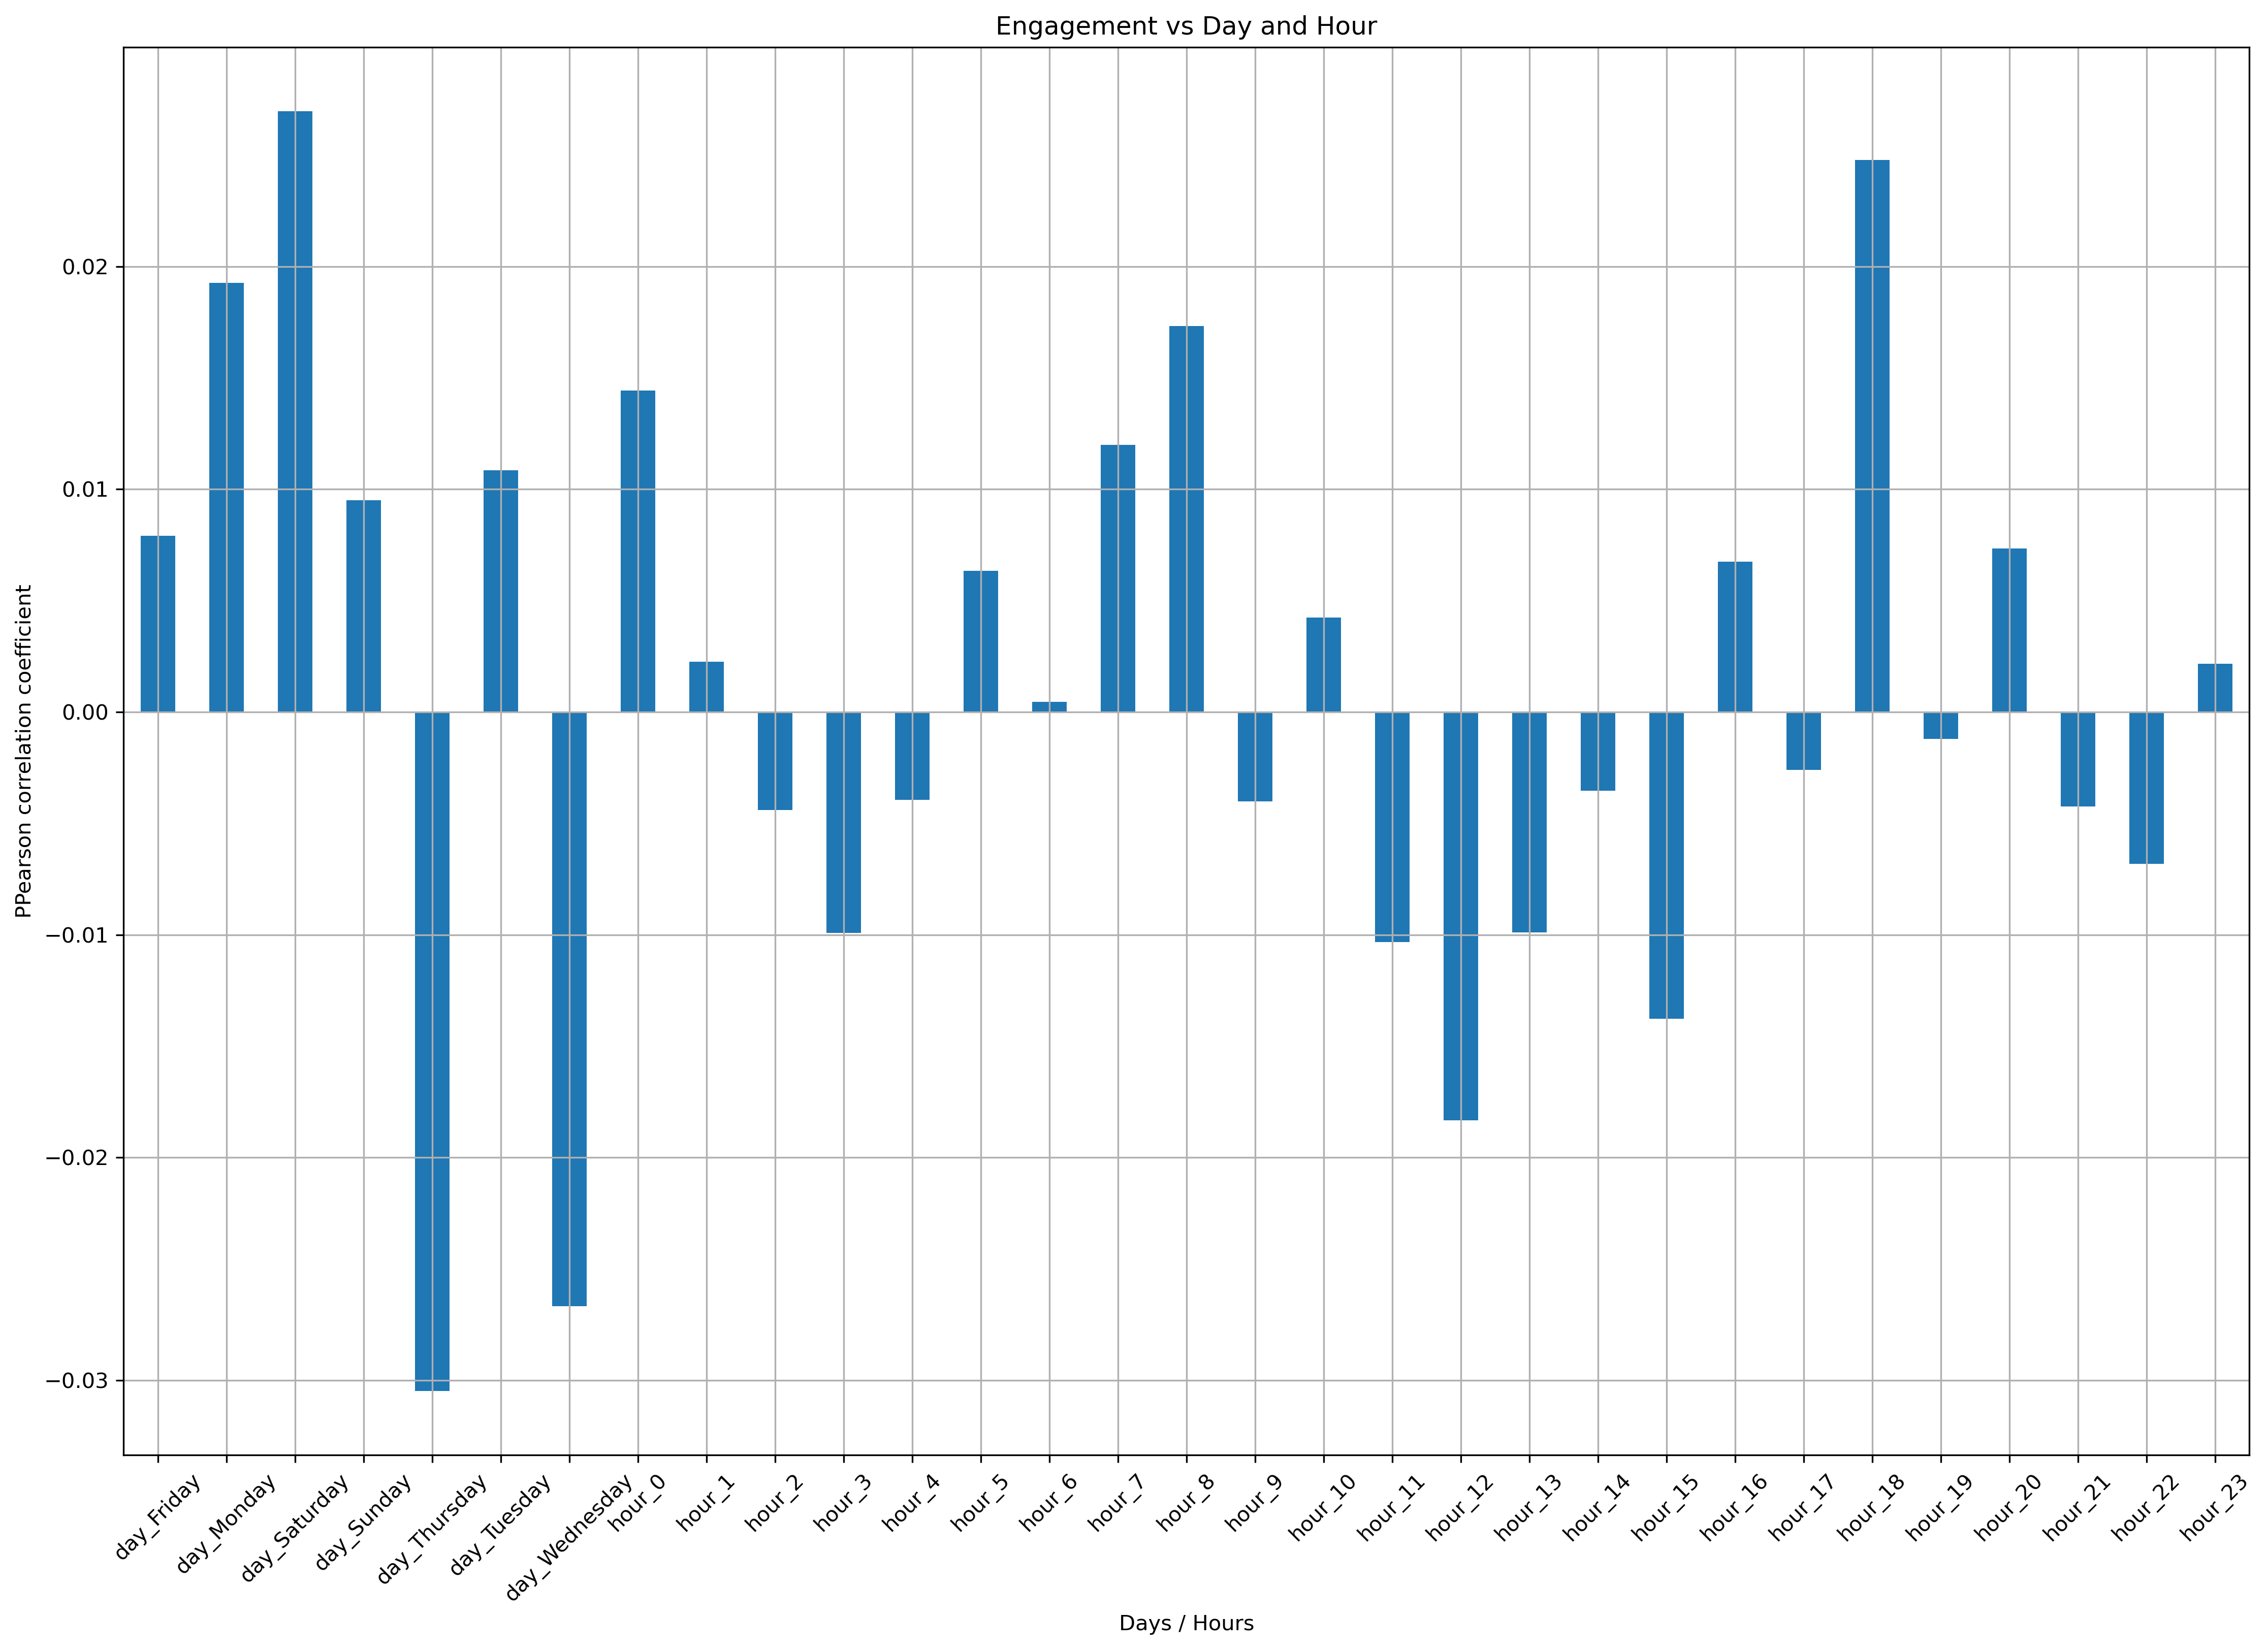 Engagement vs Day and Hour
PPearson correlation coefficient
0.02
0.01
0.00
−0.01
−0.02
−0.03
day_Friday
day_Monday
day_Saturday
day_Sunday
day_Thursday
day_Tuesday
day_Wednesday
hour_0
hour_1
hour_2
hour_3
hour_4
hour_5
hour_6
hour_7
hour_8
hour_9
hour_10
hour_11
hour_12
hour_13
hour_14
hour_15
hour_16
hour_17
hour_18
hour_19
hour_20
hour_21
hour_22
hour_23
Days / Hours